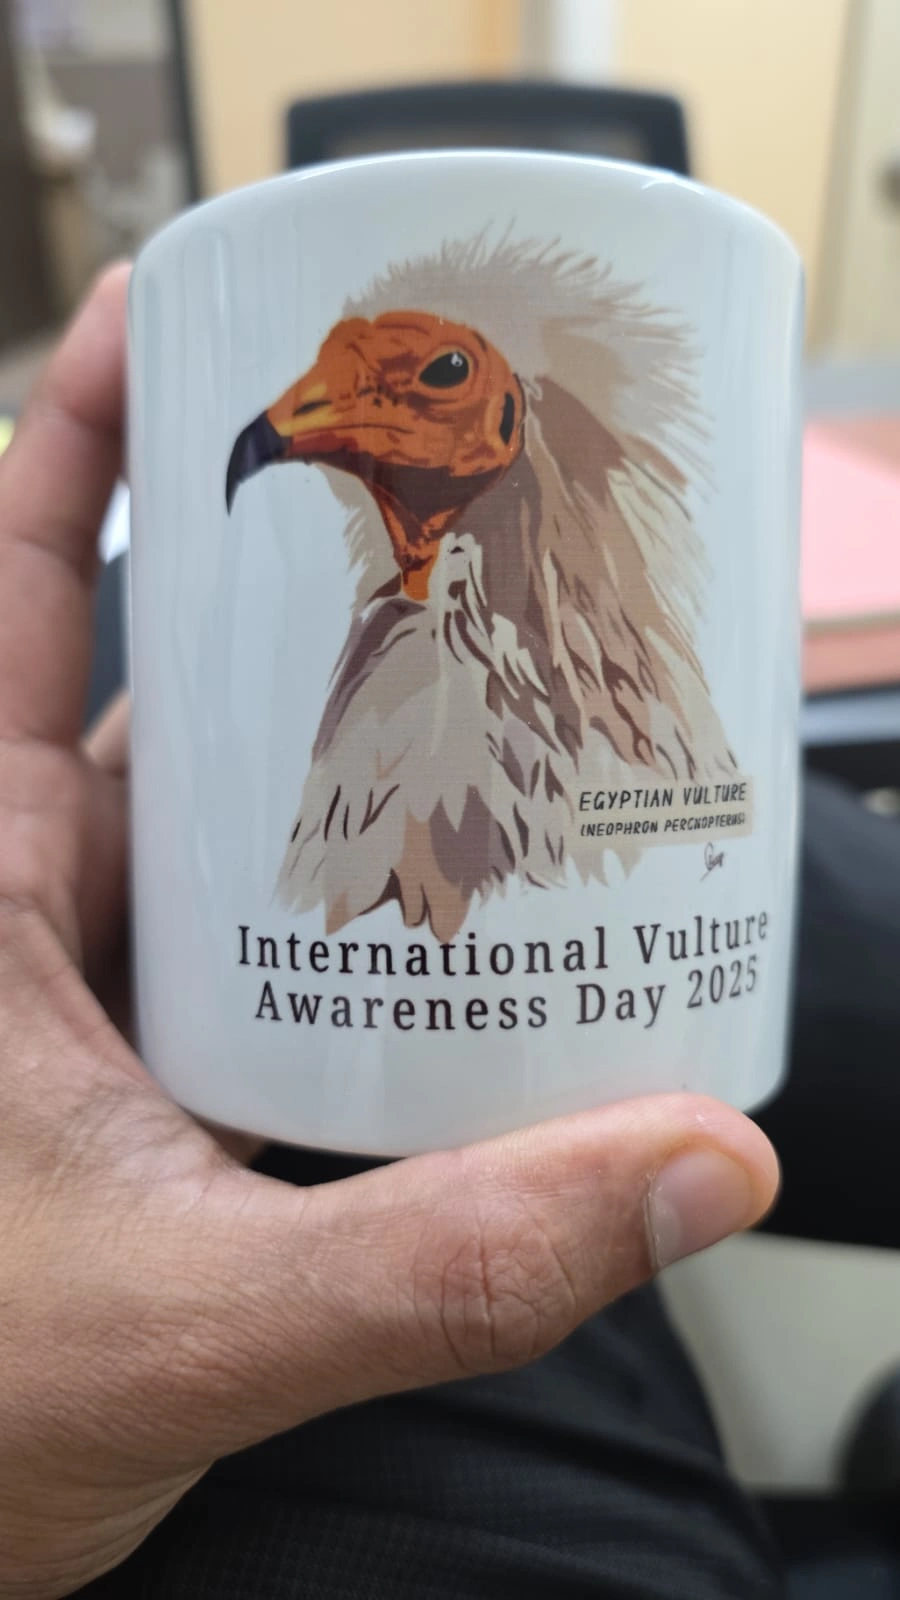 EGYPTIAN VULTURE
(NEOPHRON PERCNOPTERUS)
International Vulture
Awareness Day 2025